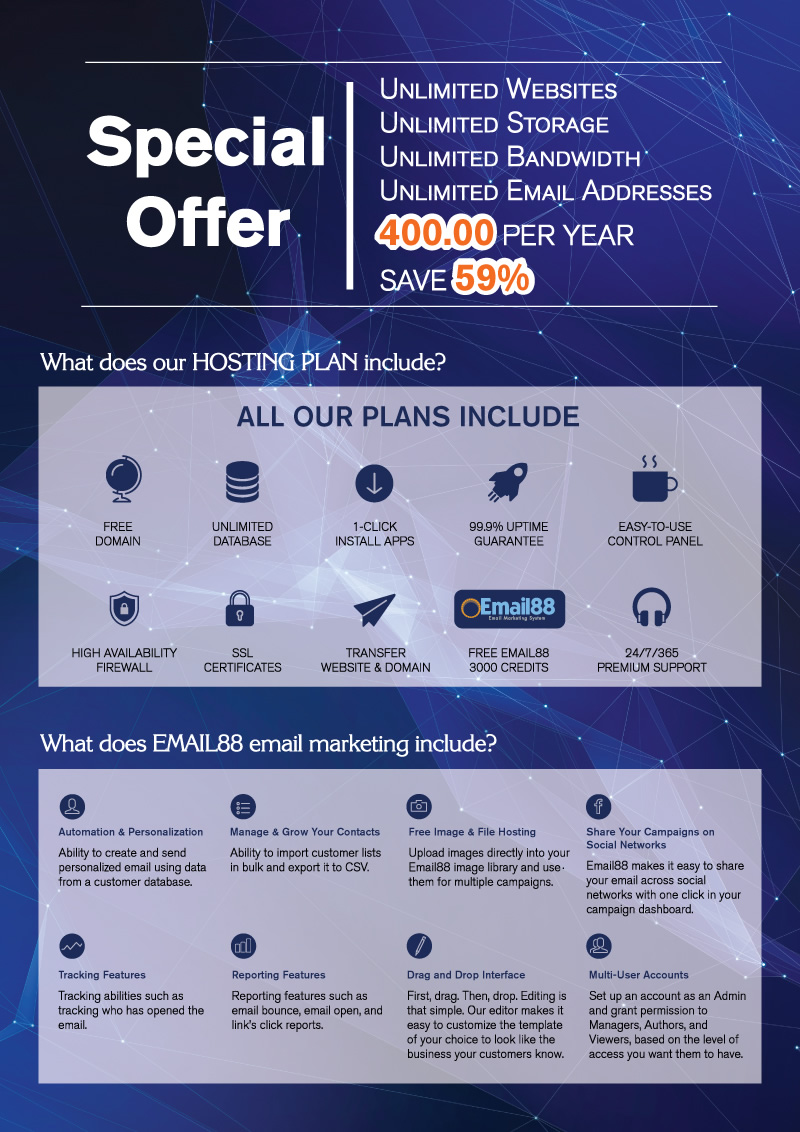 Special
Offer
UNLIMITED WEBSITES
UNLIMITED STORAGE
UNLIMITED BANDWIDTH
UNLIMITED EMAIL ADDRESSES
400.00 PER YEAR
SAVE 59%
What does our HOSTING PLAN include?
ALL OUR PLANS INCLUDE
FREE
DOMAIN
UNLIMITED
DATABASE
1-CLICK
INSTALL APPS
99.9% UPTIME
GUARANTEE
EASY-TO-USE
CONTROL PANEL
HIGH AVAILABILITY
FIREWALL
SSL
CERTIFICATES
TRANSFER
WEBSITE & DOMAIN
Email88
Email Marketing System
FREE EMAIL88
3000 CREDITS
24/7/365
PREMIUM SUPPORT
What does EMAIL88 email marketing include?
Automation & Personalization
Ability to create and send
personalized email using data
from a customer database.
Manage & Grow Your Contacts
Ability to import customer lists
in bulk and export it to CSV.
Free Image & File Hosting
Upload images directly into your
Email88 image library and use
them for multiple campaigns.
f
Share Your Campaigns on
Social Networks
Email88 makes it easy to share
your email across social
networks with one click in your
campaign dashboard.
Tracking Features
Tracking abilities such as
tracking who has opened the
email.
Reporting Features
Reporting features such as
email bounce, email open, and
link's click reports.
Drag and Drop Interface
First, drag. Then, drop. Editing is
that simple. Our editor makes it
easy to customize the template
of your choice to look like the
business your customers know.
Multi-User Accounts
Set up an account as an Admin
and grant permission to
Managers, Authors, and
Viewers, based on the level of
access you want them to have.